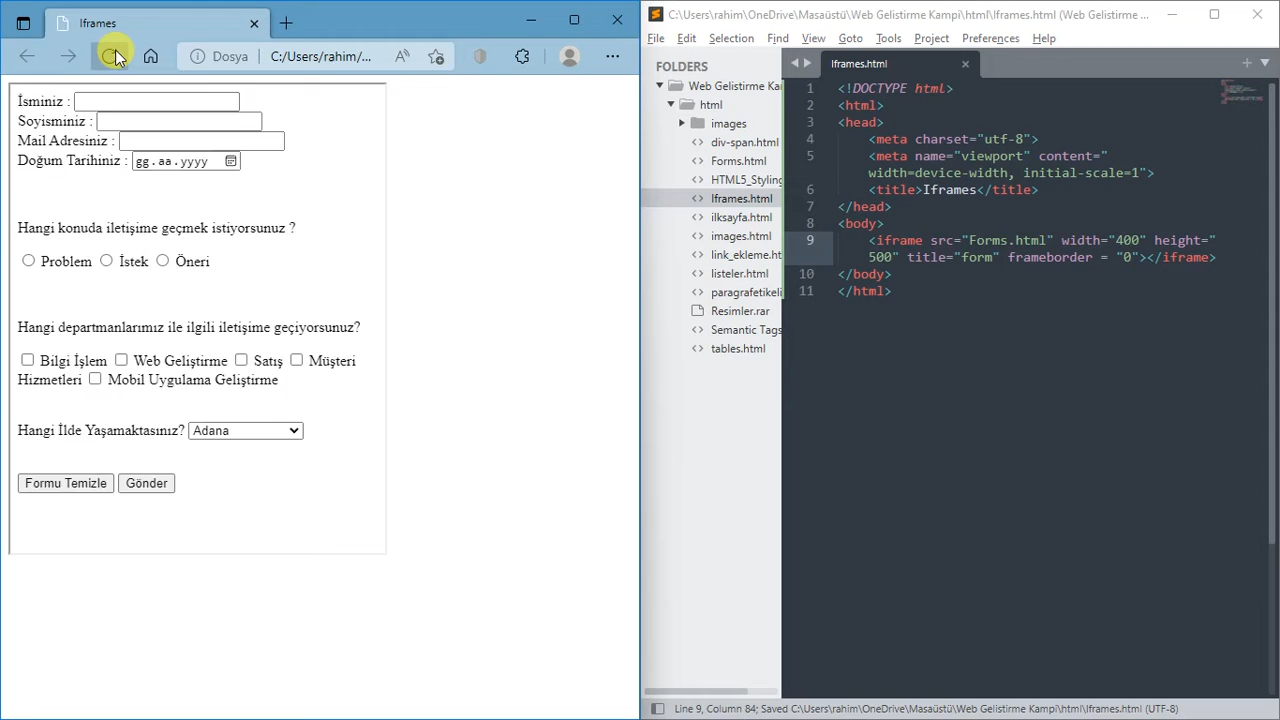 Iframes
Dosya C:/Users/rahim/...
İsminiz :
Soyisminiz :
Mail Adresiniz :
Doğum Tarihiniz : gg.aa.yyyy
Hangi konuda iletişime geçmek istiyorsunuz ?
Problem İstek Öneri
Hangi departmanlarımız ile ilgili iletişime geçiyorsunuz?
Bilgi İşlem Web Geliştirme Satış Müşteri
Hizmetleri Mobil Uygulama Geliştirme
Hangi İlde Yaşamaktasınız? Adana
Formu Temizle Gönder
C:\Users\rahim\OneDrive\Masaüstü\Web Gelistirme Kampi\html\Iframes.html (Web Gelistirme ...
File Edit Selection Find View Goto Tools Project Preferences Help
FOLDERS
Web Gelistirme Ka
html
images
div-span.html
Forms.html
HTML5_Styling
Iframes.html
ilksayfa.html
images.html
link_ekleme.ht
listeler.html
paragrafetikeli
Resimler.rar
Semantic Tags
tables.html
Iframes.html
1 <!DOCTYPE html>
2 <html>
3 <head>
4 <meta charset="utf-8">
5 <meta name="viewport" content="
width=device-width, initial-scale=1">
6 <title>Iframes</title>
7 </head>
8 <body>
9 <iframe src="Forms.html" width="400" height="
500" title="form" frameborder = "0"></iframe>
10 </body>
11 </html>
Line 9, Column 84; Saved C:\Users\rahim\OneDrive\Masaüstü\Web Gelistirme Kampi\html\Iframes.html (UTF-8)